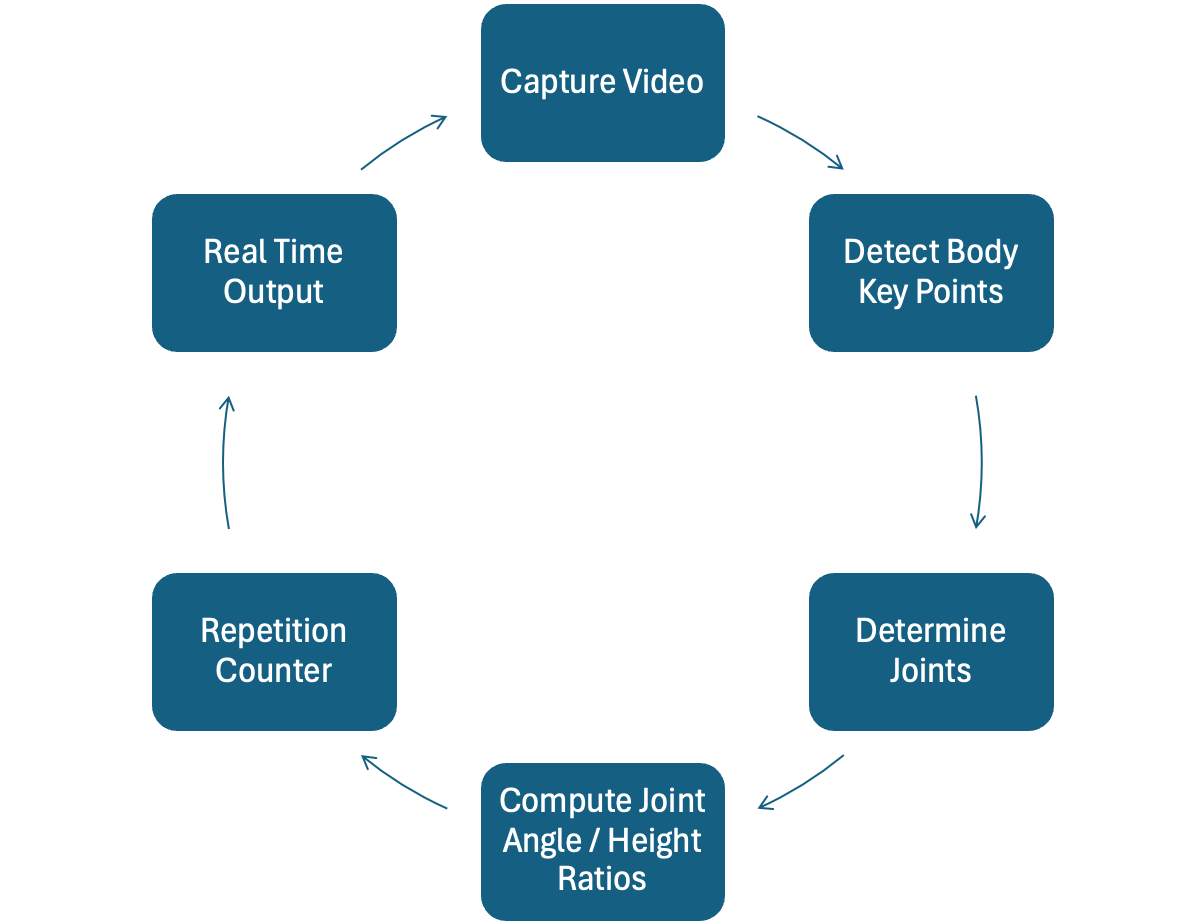 Capture Video
Detect Body
Key Points
Determine
Joints
Compute Joint
Angle / Height
Ratios
Repetition
Counter
Real Time
Output